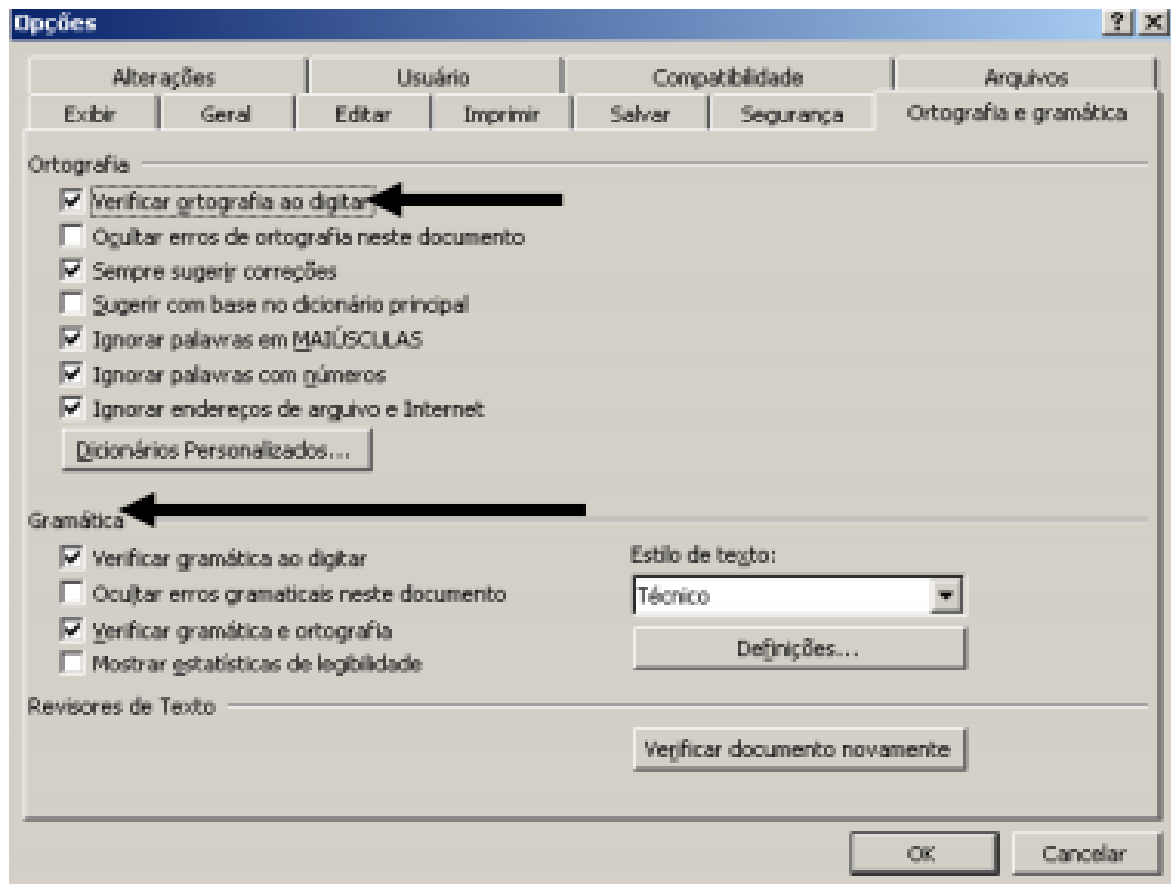 Opções
Alterações Usuário Compatibilidade Arquivos
Exibir Geral Editar Imprimir Salvar Segurança Ortografia e gramática
Ortografia
Verificar ortografia ao digitar
Ocultar erros de ortografia neste documento
Sempre sugerir correções
Sugerir com base no dicionário principal
Ignorar palavras em MAIÚSCULAS
Ignorar palavras com números
Ignorar endereços de arquivo e Internet
Dicionários Personalizados...
Gramática
Verificar gramática ao digitar Estilo de texto:
Ocultar erros gramaticais neste documento Técnico
Verificar gramática e ortografia Definições...
Mostrar estatísticas de legibilidade
Revisores de Texto
Verificar documento novamente
OK Cancelar